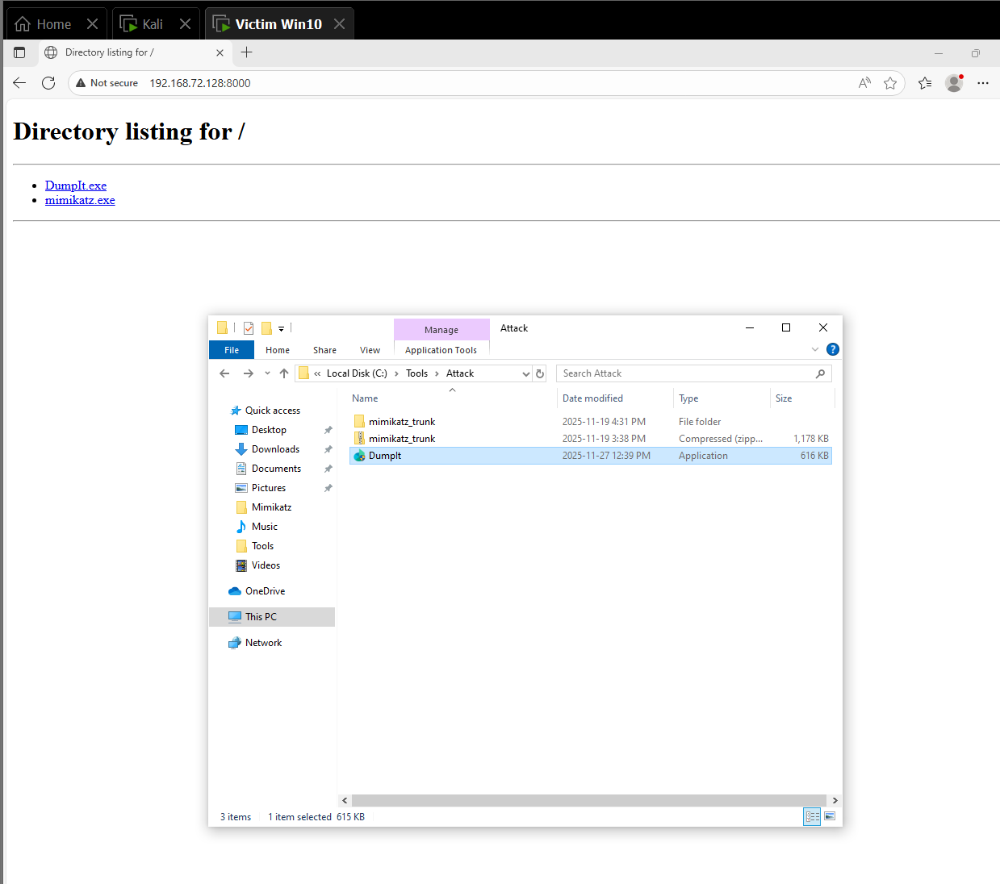 Home
Kali
Victim Win10
Directory listing for /
Not secure 192.168.72.128:8000
Directory listing for /
DumpIt.exe
mimikatz.exe
Manage Attack
File Home Share View Application Tools
« Local Disk (C:) › Tools › Attack
Search Attack
Name Date modified Type Size
Quick access
Desktop
Downloads
Documents
Pictures
Mimikatz
Music
Tools
Videos
OneDrive
This PC
Network
mimikatz_trunk 2025-11-19 4:31 PM File folder
mimikatz_trunk 2025-11-19 3:38 PM Compressed (zipp... 1,178 KB
DumpIt 2025-11-27 12:39 PM Application 616 KB
3 items 1 item selected 615 KB